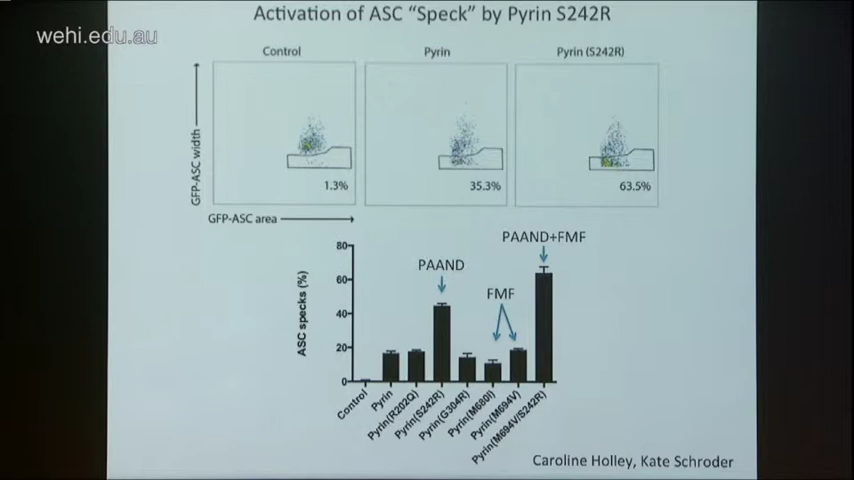 Activation of ASC "Speck" by Pyrin S242R
wehi.edu.au
Control
Pyrin
Pyrin (S242R)
GFP-ASC width
1.3%
35.3%
63.5%
GFP-ASC area
PAAND+FMF
PAAND
FMF
ASC specks (%)
80
60
40
20
0
Control
Pyrin
Pyrin(R202Q)
Pyrin(S242R)
Pyrin(G304R)
Pyrin(M680I)
Pyrin(M694V)
Pyrin(M694V/S242R)
Caroline Holley, Kate Schroder